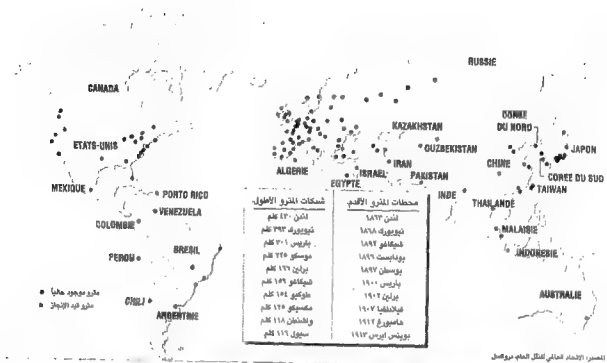 RUSSIE
CANADA
KAZAKHSTAN
OUZBEKISTAN
COREE DU NORD
JAPON
ETATS-UNIS
CHINE
COREE DU SUD
ALGERIE
ISRAEL
IRAN
EGYPTE
PAKISTAN
TAIWAN
MEXIQUE
PORTO RICO
INDE
THAILANDE
VENEZUELA
COLOMBIE
MALAISIE
INDONESIE
PEROU
BRESIL
CHILI
ARGENTINE
AUSTRALIE
محطات المترو الأقدم.
لندن ١٨٦٣
نيويورك ١٨٦٨
شيكاغو ١٨٩٢
بودابست ١٨٩٦
بوسطن ١٨٩٧
باريس ١٩٠٠
برلين ١٩٠٢
فيلادلفيا ١٩٠٧
هامبورغ ١٩١٢
بوينس ايرس ١٩١٣
شبكات المترو الأطول.
لندن ٤٣٠ كلم
نيويورك ٣٩٣ كلم
باريس ٣٠١ كلم
موسكو ٢٢٥ كلم
برلين ١٦٦ كلم
شيكاغو ١٥٩ كلم
طوكيو ١٥٤ كلم
مكسيكو ١٢٥ كلم
واشنطن ١١٨ كلم
سيول ١١٦ كلم
مترو موجود حالياً
مترو قيد الإنجاز
المصدر: الاتحاد العالمي للنقل العام، بروكسل